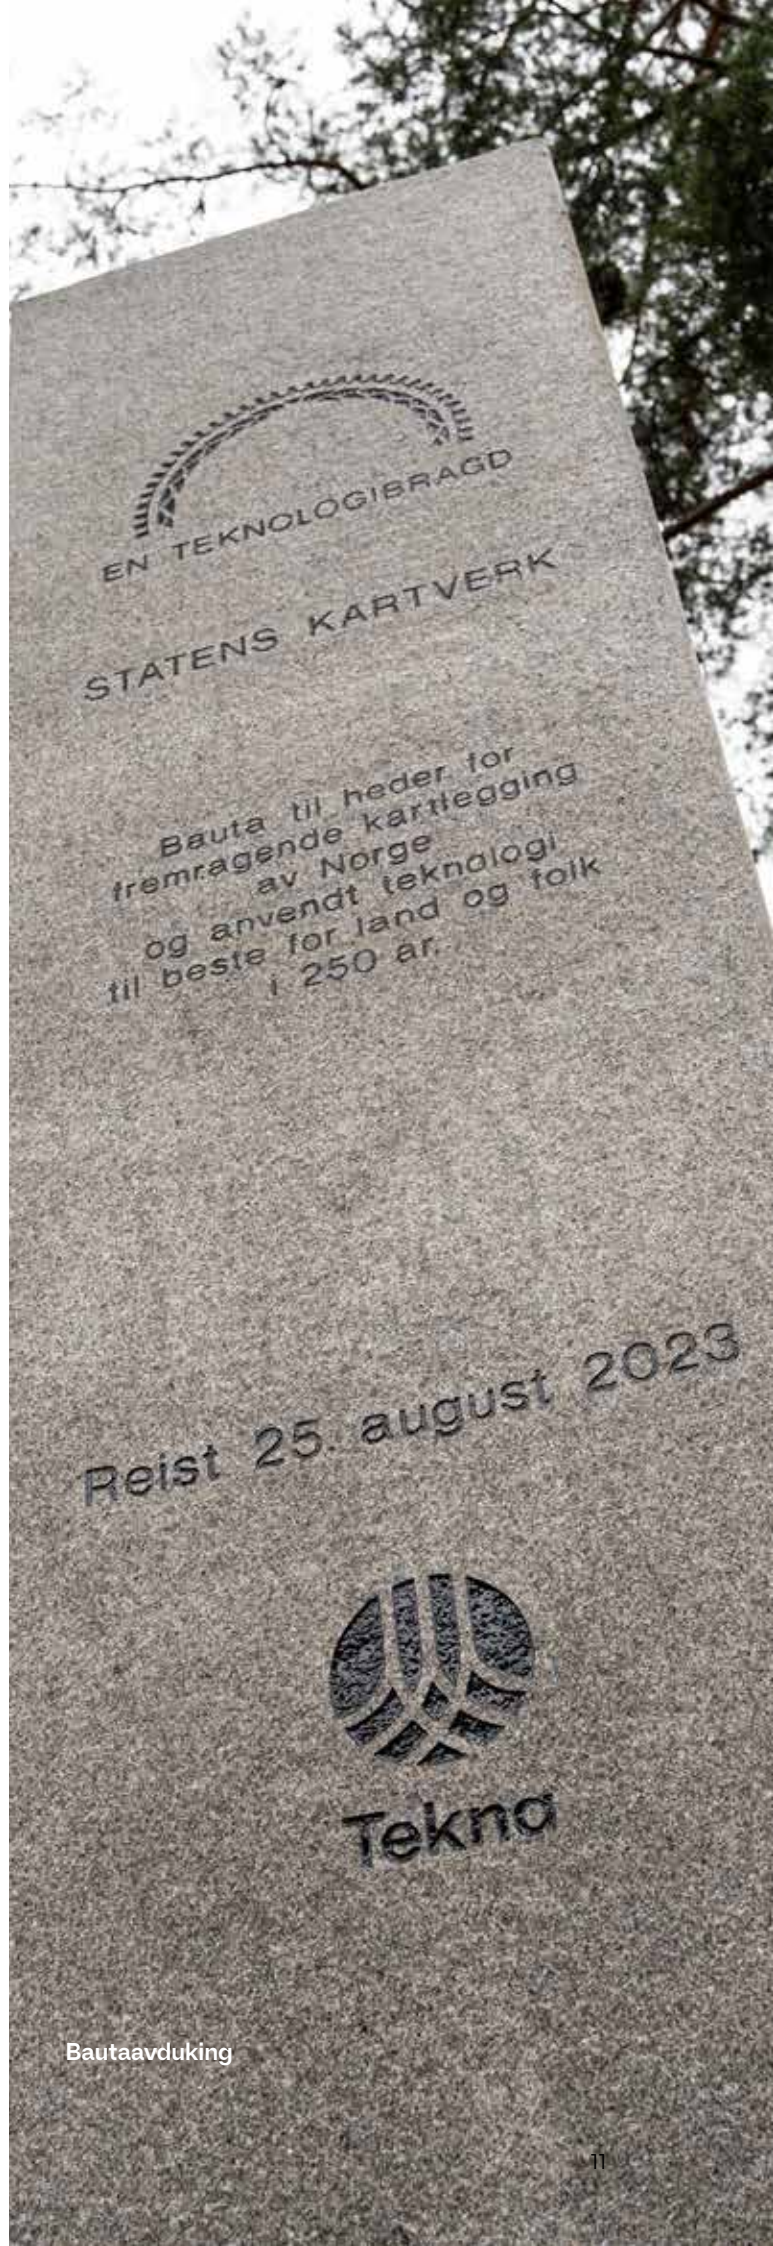 EN TEKNOLOGIBRAGD
STATENS KARTVERK
Bauta til heder for
fremragende kartlegging
av Norge
og anvendt teknologi
til beste for land og folk
i 250 år.
Reist 25. august 2023
Tekna
Bautaavduking
11